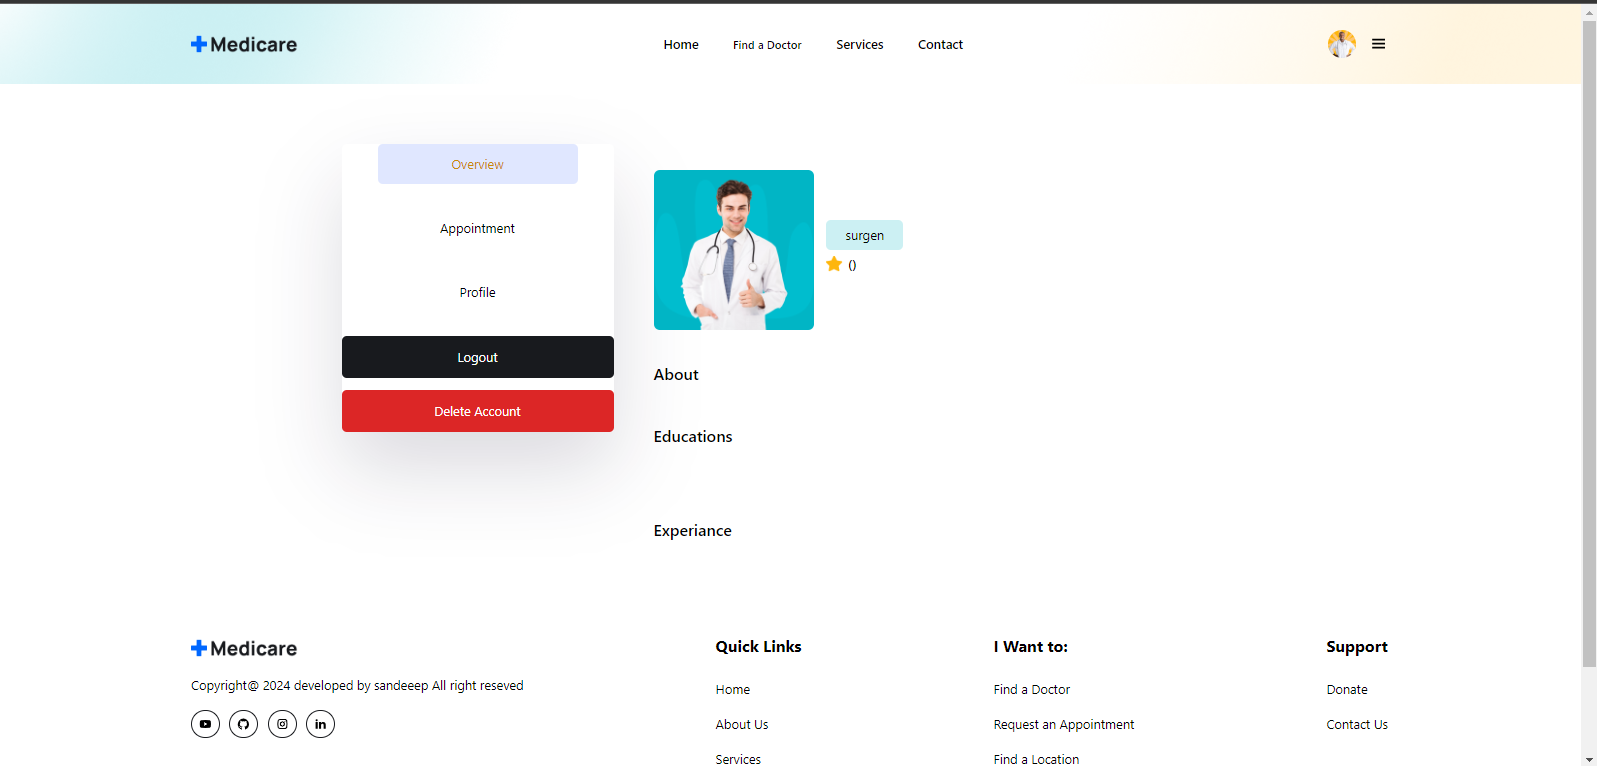 Medicare
Home Find a Doctor Services Contact
Overview
Appointment
Profile
Logout
Delete Account
surgen
()
About
Educations
Experiance
Medicare
Copyright@ 2024 developed by sandeeep All right reseved
in
Quick Links
Home
About Us
Services
I Want to:
Find a Doctor
Request an Appointment
Find a Location
Support
Donate
Contact Us